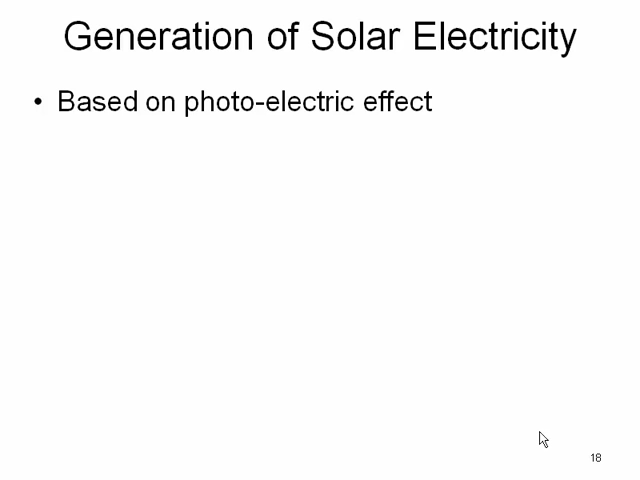 Generation of Solar Electricity
• Based on photo-electric effect
18